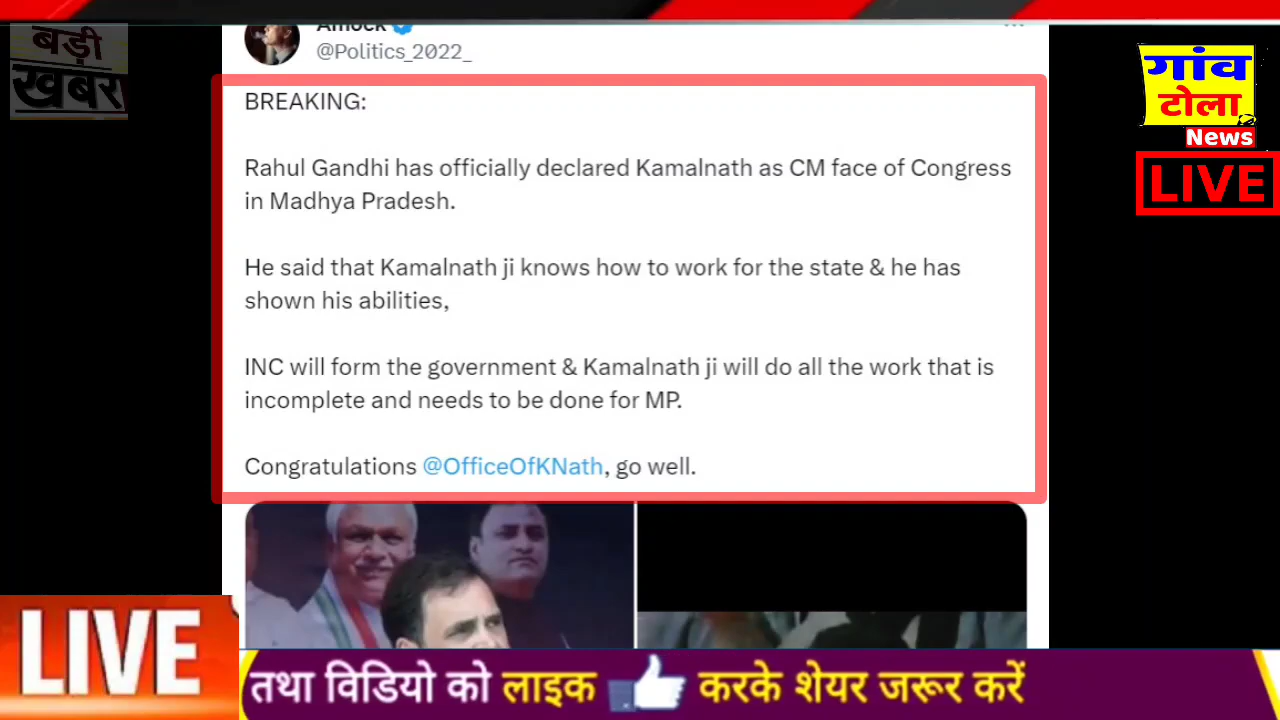 बड़ी
खबर
Amock
@Politics_2022_
गांव
टोला
News
LIVE
BREAKING:
Rahul Gandhi has officially declared Kamalnath as CM face of Congress
in Madhya Pradesh.
He said that Kamalnath ji knows how to work for the state & he has
shown his abilities,
INC will form the government & Kamalnath ji will do all the work that is
incomplete and needs to be done for MP.
Congratulations @OfficeOfKNath, go well.
LIVE
तथा विडियो को लाइक करके शेयर जरूर करें